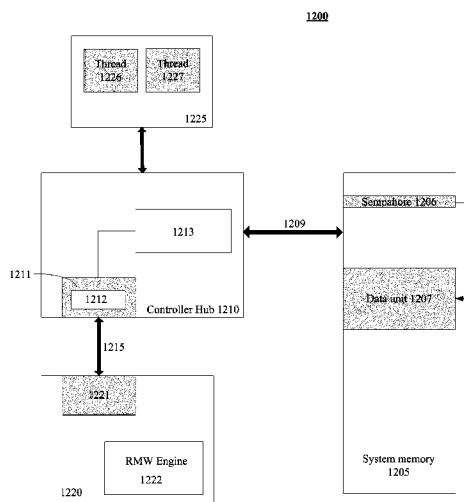 1200
Thread
1226
Thread
1227
1225
1213
1209
1211
1212
Controller Hub 1210
Semaphore 1206
Data unit 1207
1215
1221
RMW Engine
1222
1220
System memory
1205